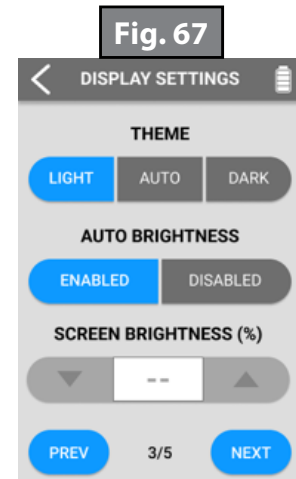 Fig. 67
DISPLAY SETTINGS
THEME
LIGHT AUTO DARK
AUTO BRIGHTNESS
ENABLED DISABLED
SCREEN BRIGHTNESS (%)
--
PREV 3/5 NEXT